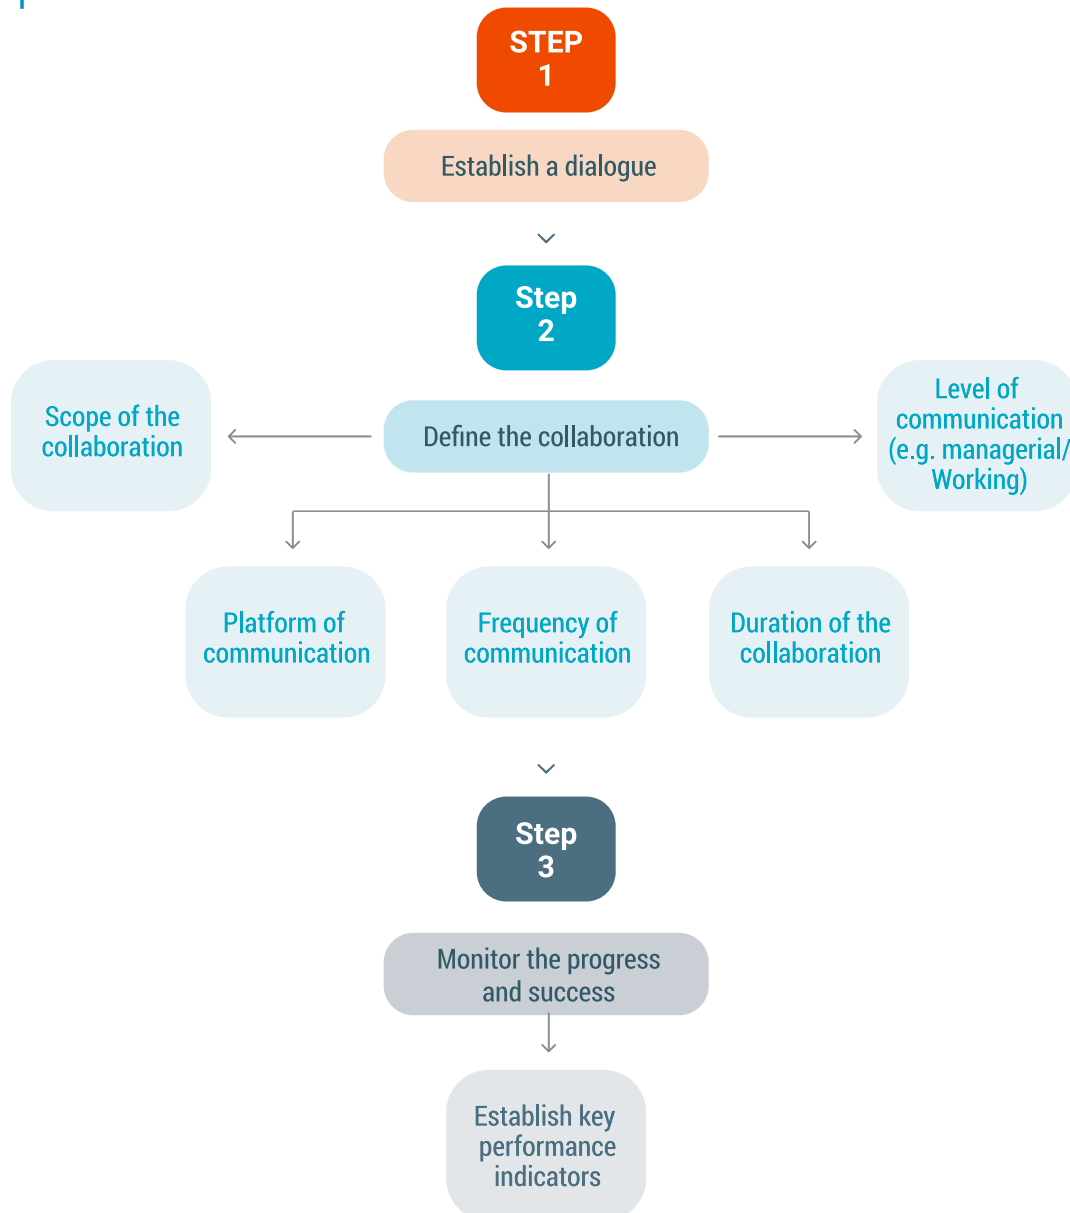 STEP
1
Establish a dialogue
Step
2
Scope of the
collaboration
Define the collaboration
Level of
communication
(e.g. managerial/
Working)
Platform of
communication
Frequency of
communication
Duration of the
collaboration
Step
3
Monitor the progress
and success
Establish key
performance
indicators